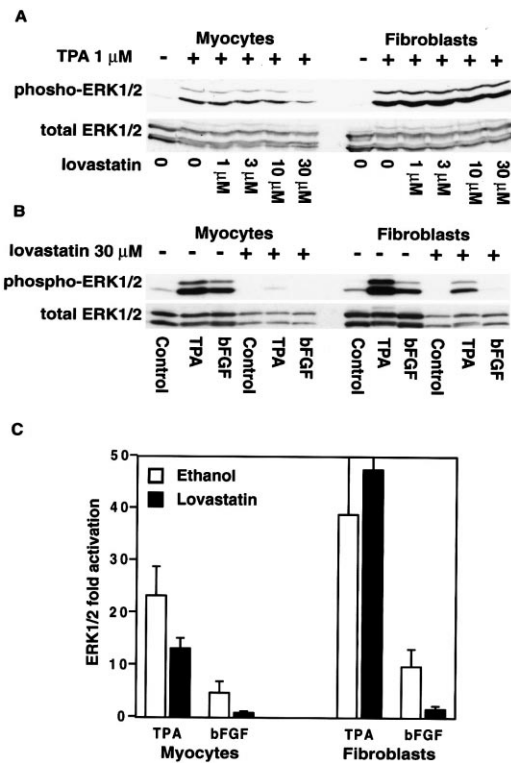 A
Myocytes Fibroblasts
TPA 1 µM - + + + + + - + + + + +
phosho-ERK1/2
total ERK1/2
lovastatin 0 0 1 µM 3 µM 10 µM 30 µM 0 0 1 µM 3 µM 10 µM 30 µM
B
Myocytes Fibroblasts
lovastatin 30 µM - - - + + + - - - + + +
phospho-ERK1/2
total ERK1/2
Control TPA bFGF Control TPA bFGF Control TPA bFGF Control TPA bFGF
C
50
40
30
20
10
0
ERK1/2 fold activation
Ethanol
Lovastatin
TPA bFGF TPA bFGF
Myocytes Fibroblasts